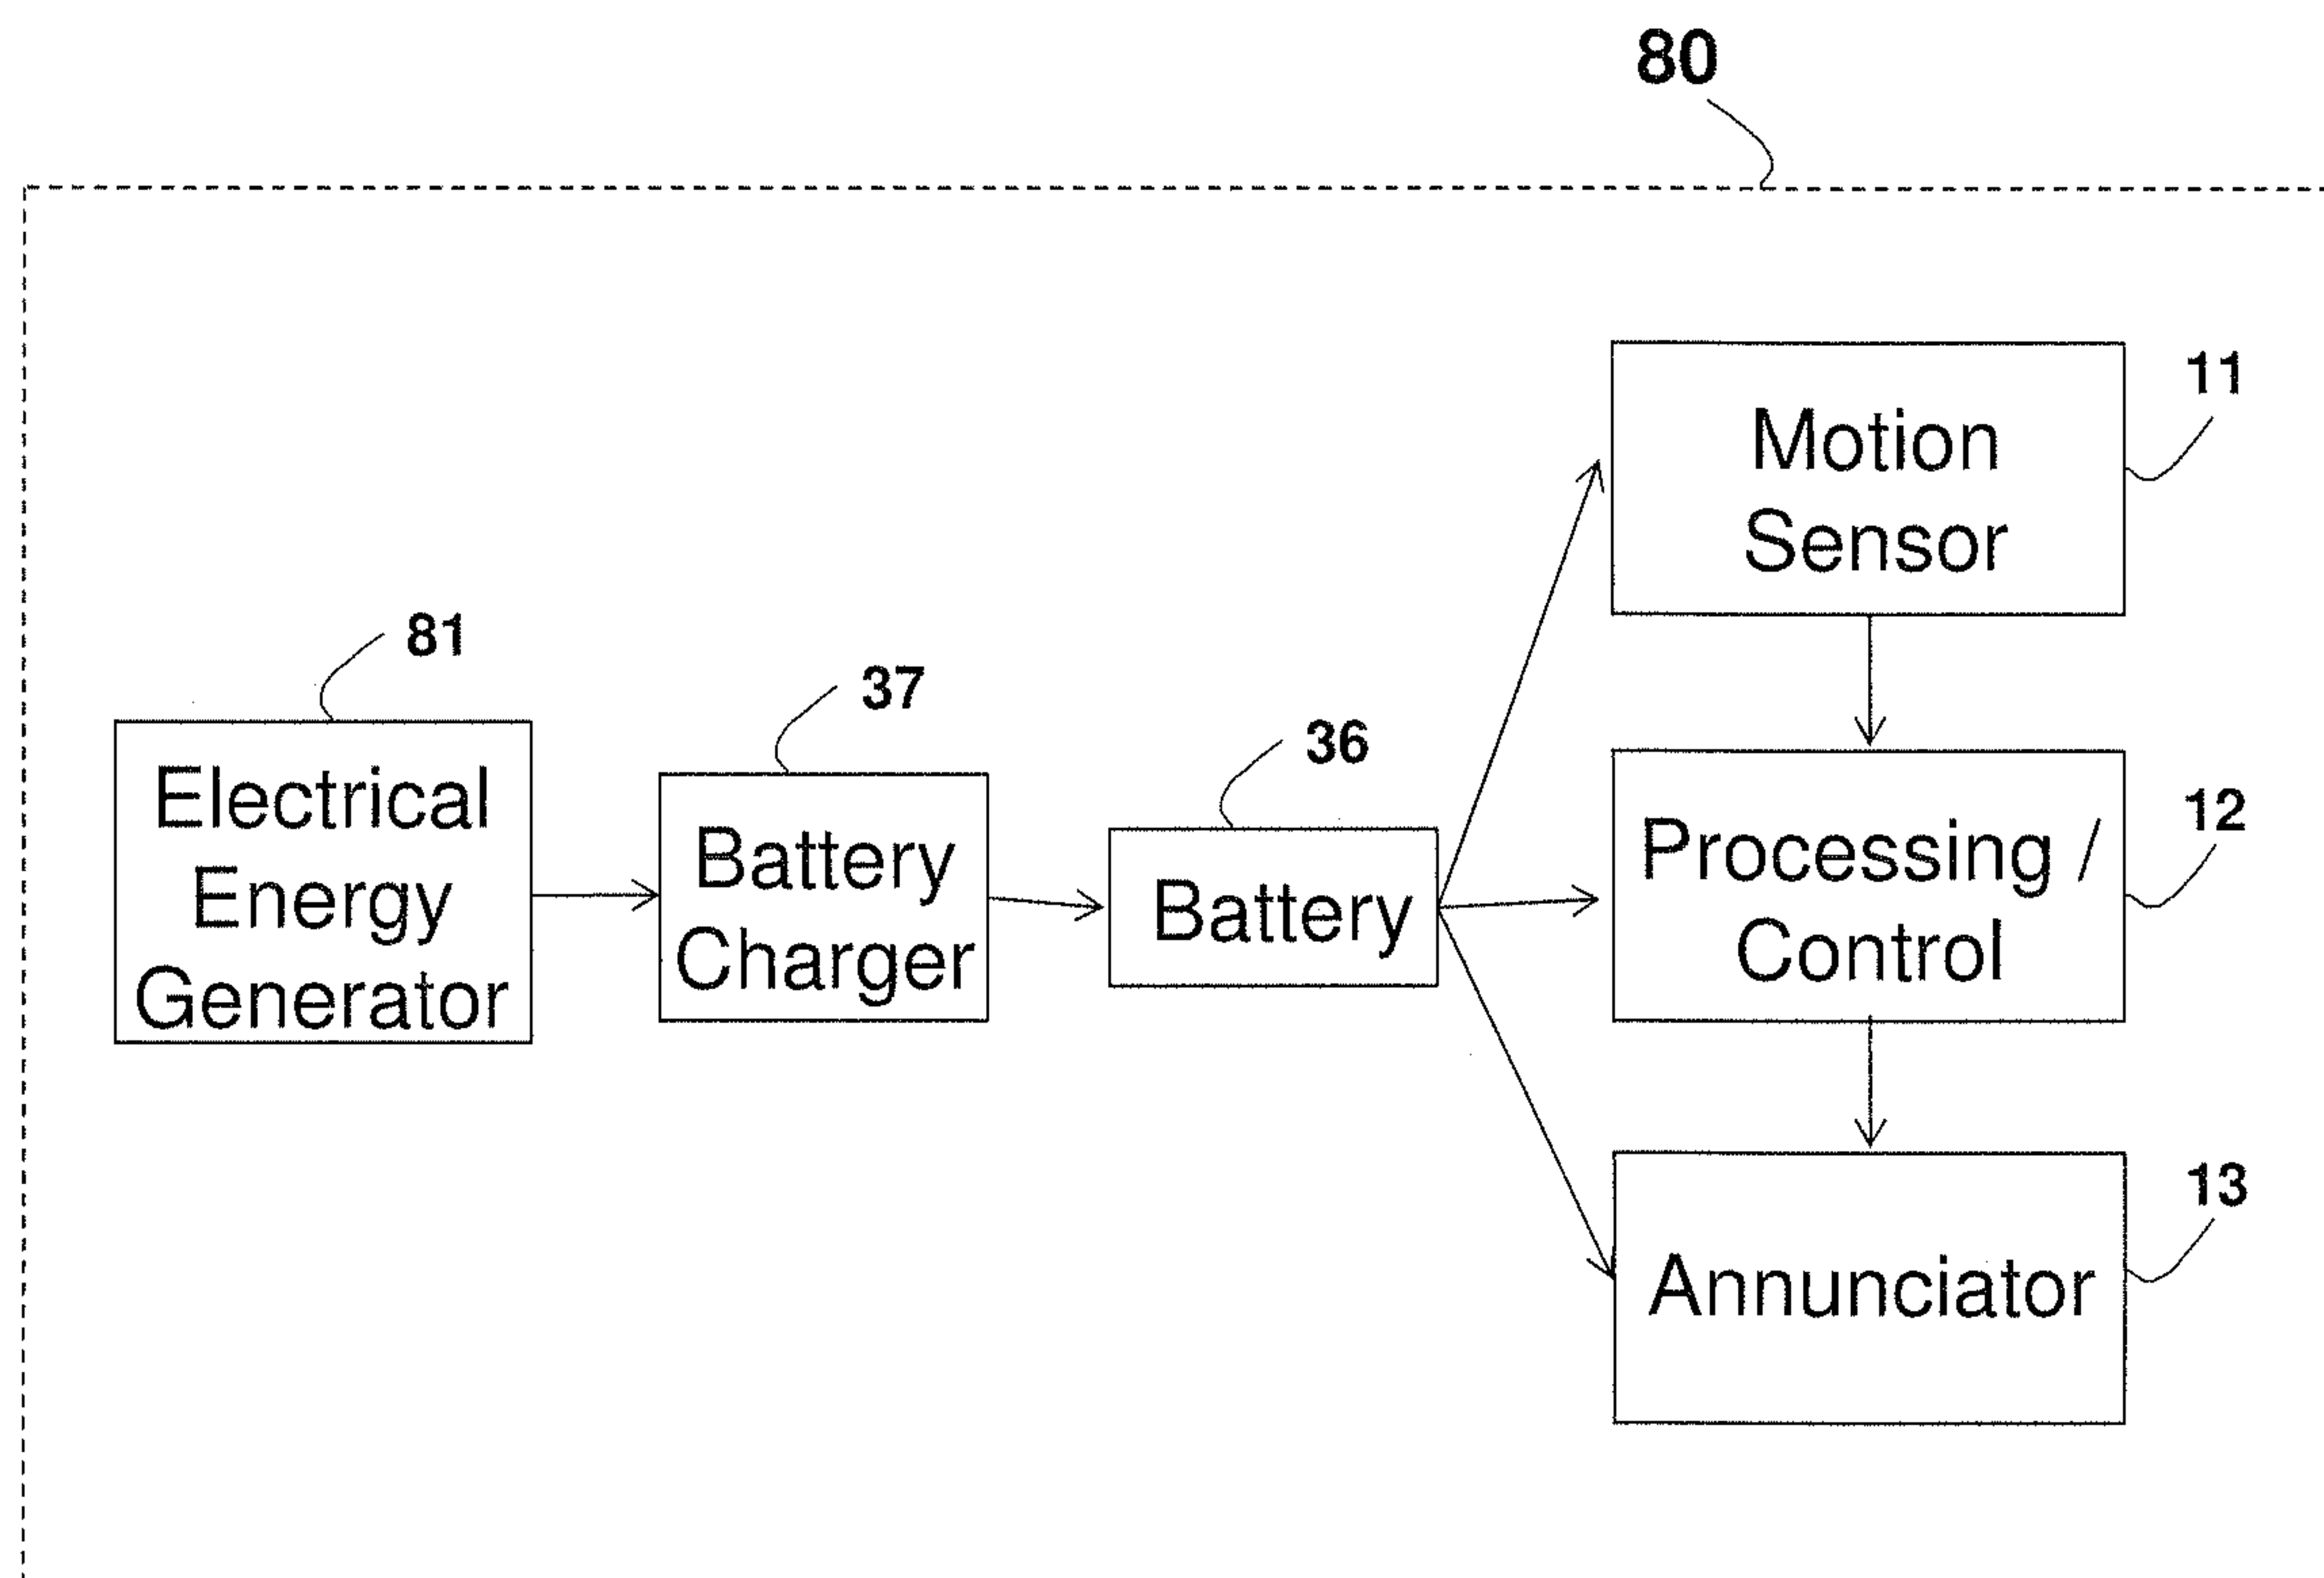 80
Motion
Sensor
11
81
Electrical
Energy
Generator
37
Battery
Charger
36
Battery
Processing /
Control
12
Annunciator
13